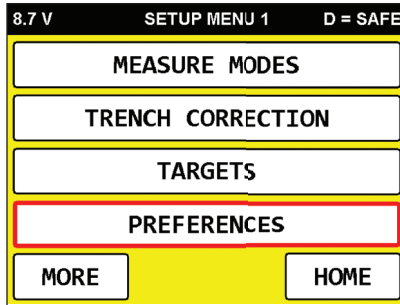 8.7 V SETUP MENU 1 D = SAFE
MEASURE MODES
TRENCH CORRECTION
TARGETS
PREFERENCES
MORE HOME